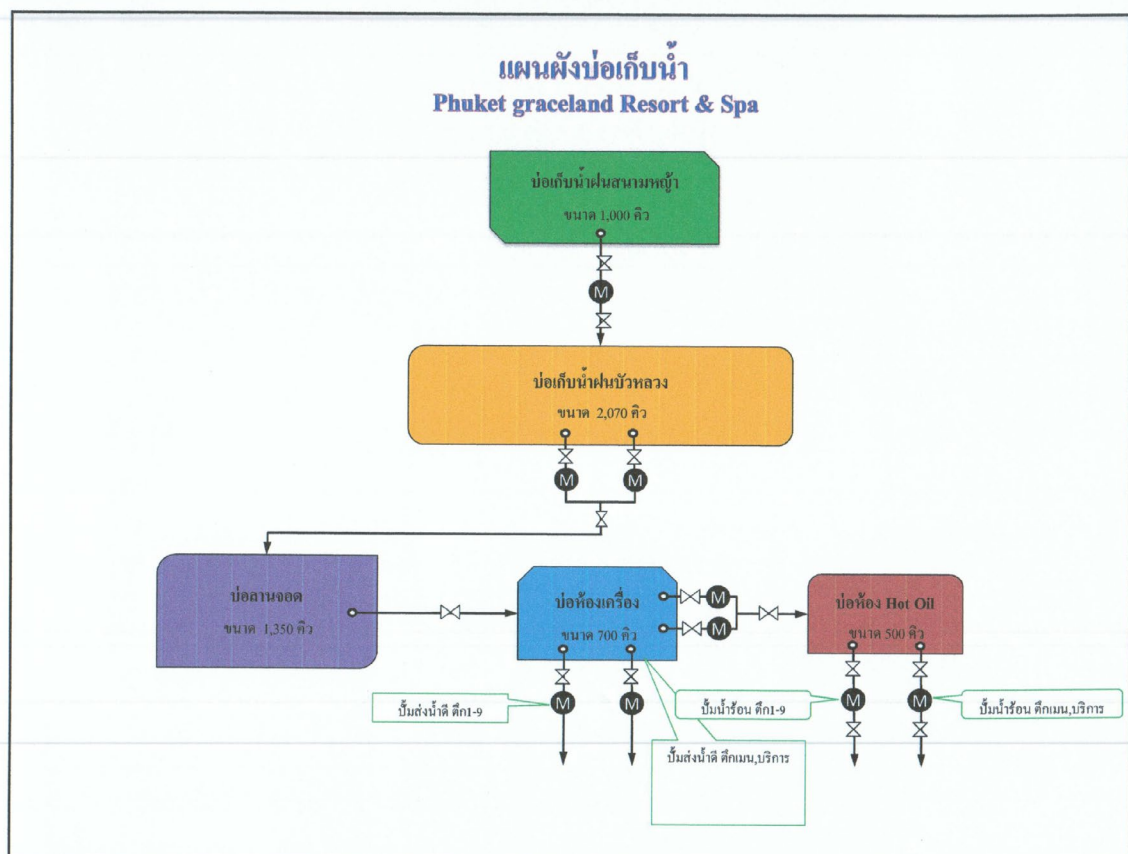 แผนผังบ่อเก็บน้ำ
Phuket graceland Resort & Spa
บ่อเก็บน้ำฝนสนามหญ้า
ขนาด 1,000 คิว
M
บ่อเก็บน้ำฝนบัวหลวง
ขนาด 2,070 คิว
M M
บ่อลานจอด
ขนาด 1,350 คิว
บ่อห้องเครื่อง
ขนาด 700 คิว
M
M
บ่อห้อง Hot Oil
ขนาด 500 คิว
ปั๊มส่งน้ำดี ตึก1-9
M M
ปั๊มน้ำร้อน ตึก1-9
M M
ปั๊มน้ำร้อน ตึกเมน,บริการ
ปั๊มส่งน้ำดี ตึกเมน,บริการ